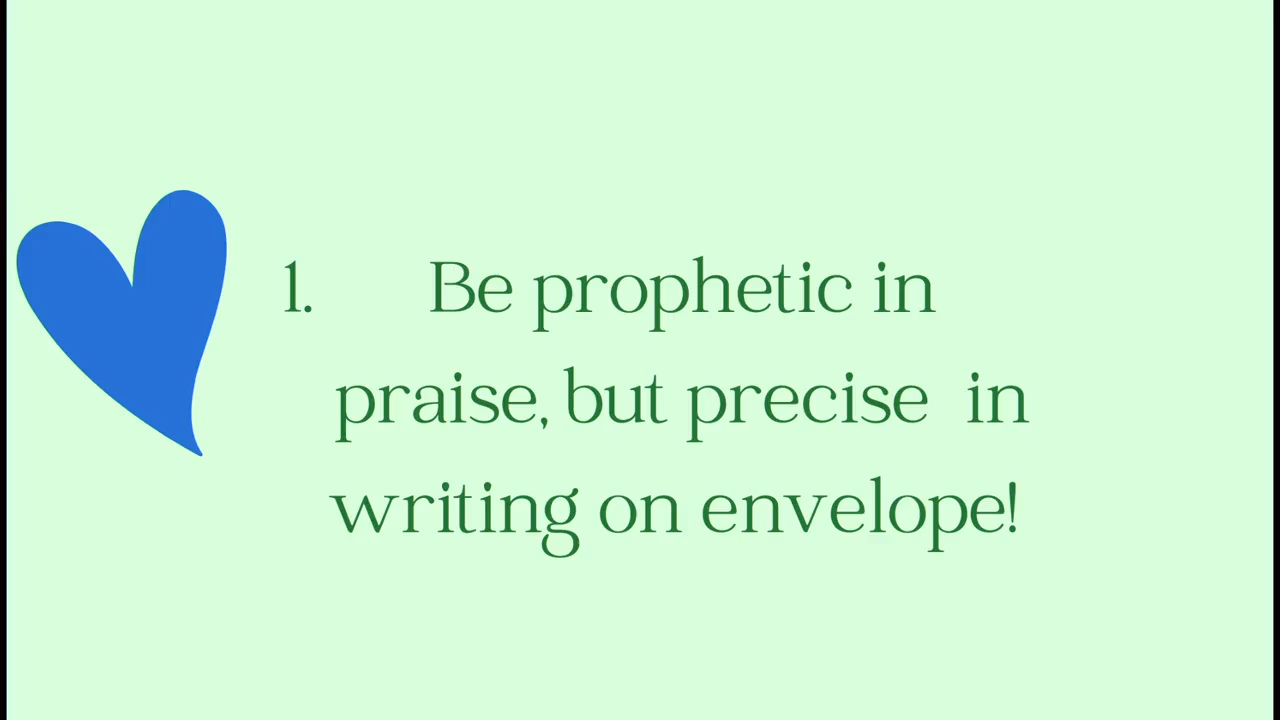 1. Be prophetic in
praise, but precise in
writing on envelope!